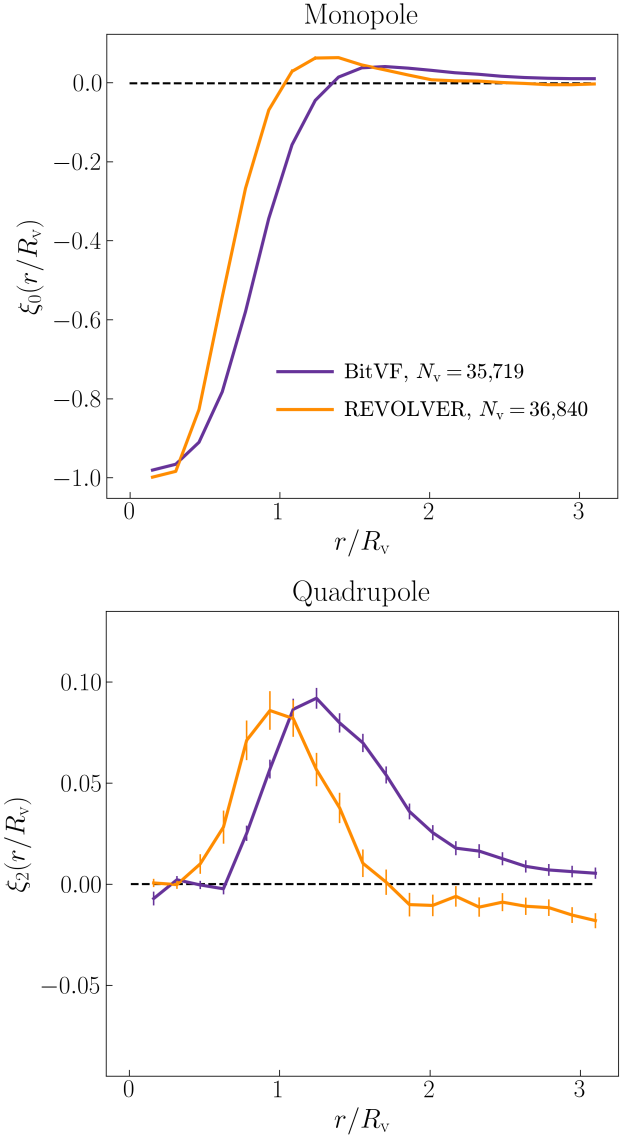 Monopole
0.0
−0.2
−0.4
−0.6
−0.8
−1.0
ξ₀(r/Rᵥ)
BitVF, Nᵥ = 35,719
REVOLVER, Nᵥ = 36,840
0 1 2 3
r/Rᵥ
Quadrupole
0.10
0.05
0.00
−0.05
ξ₂(r/Rᵥ)
0 1 2 3
r/Rᵥ